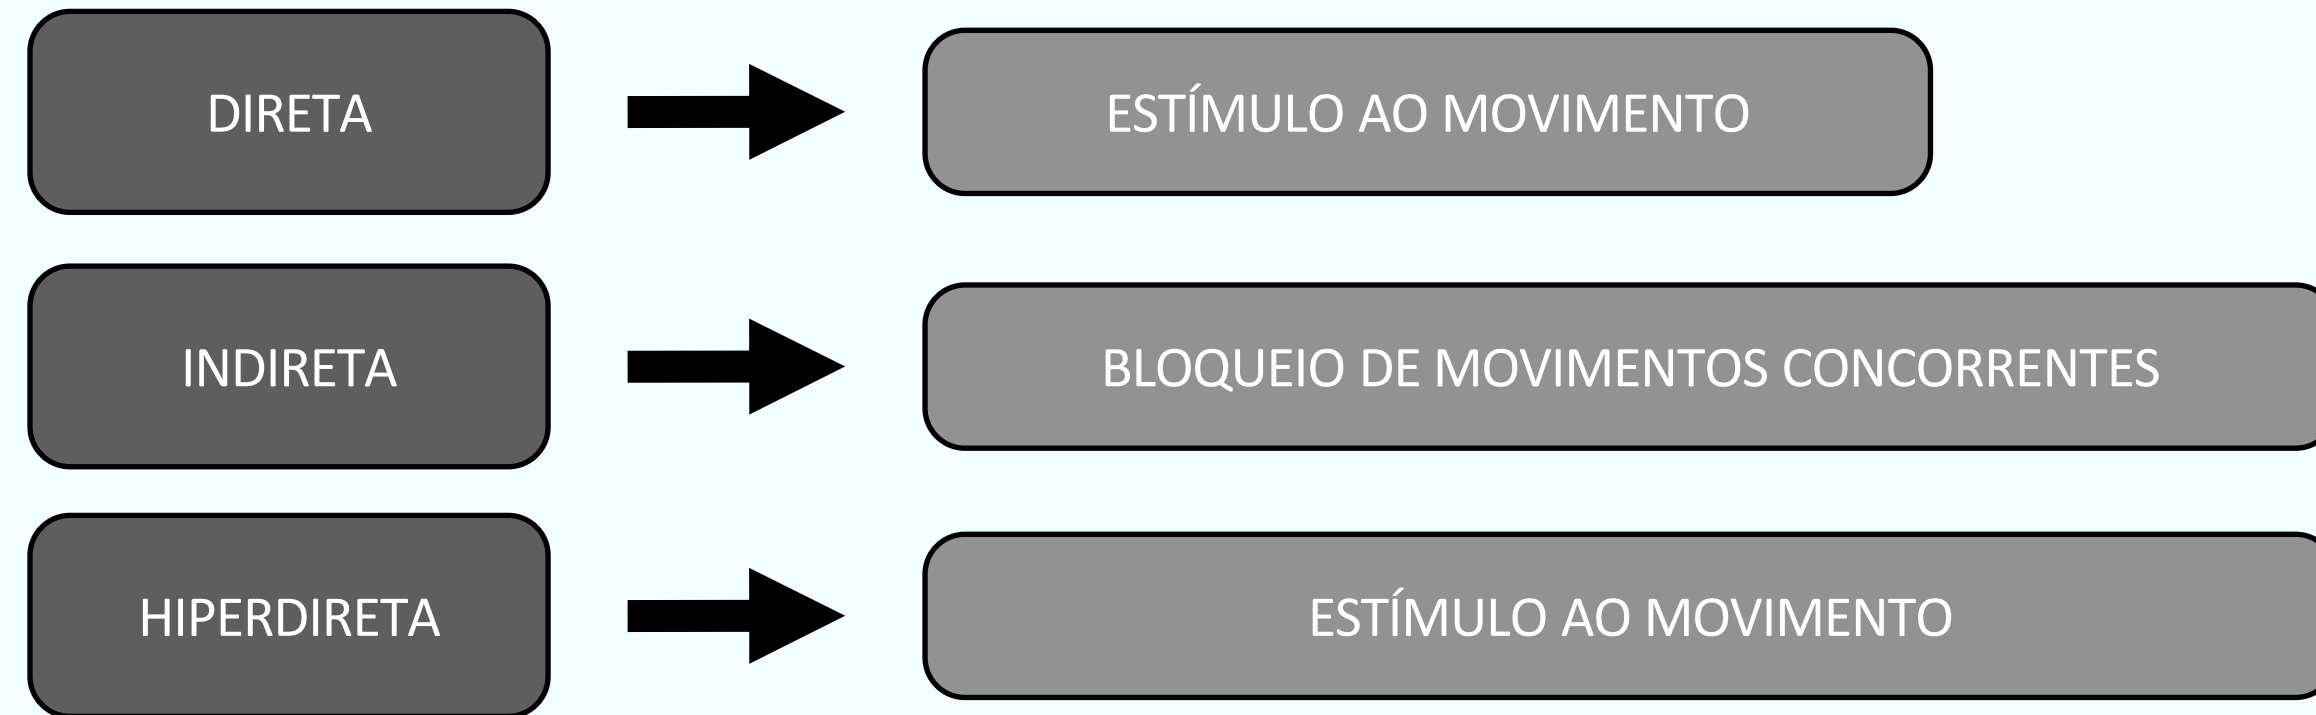 DIRETA
ESTÍMULO AO MOVIMENTO
INDIRETA
BLOQUEIO DE MOVIMENTOS CONCORRENTES
HIPERDIRETA
ESTÍMULO AO MOVIMENTO